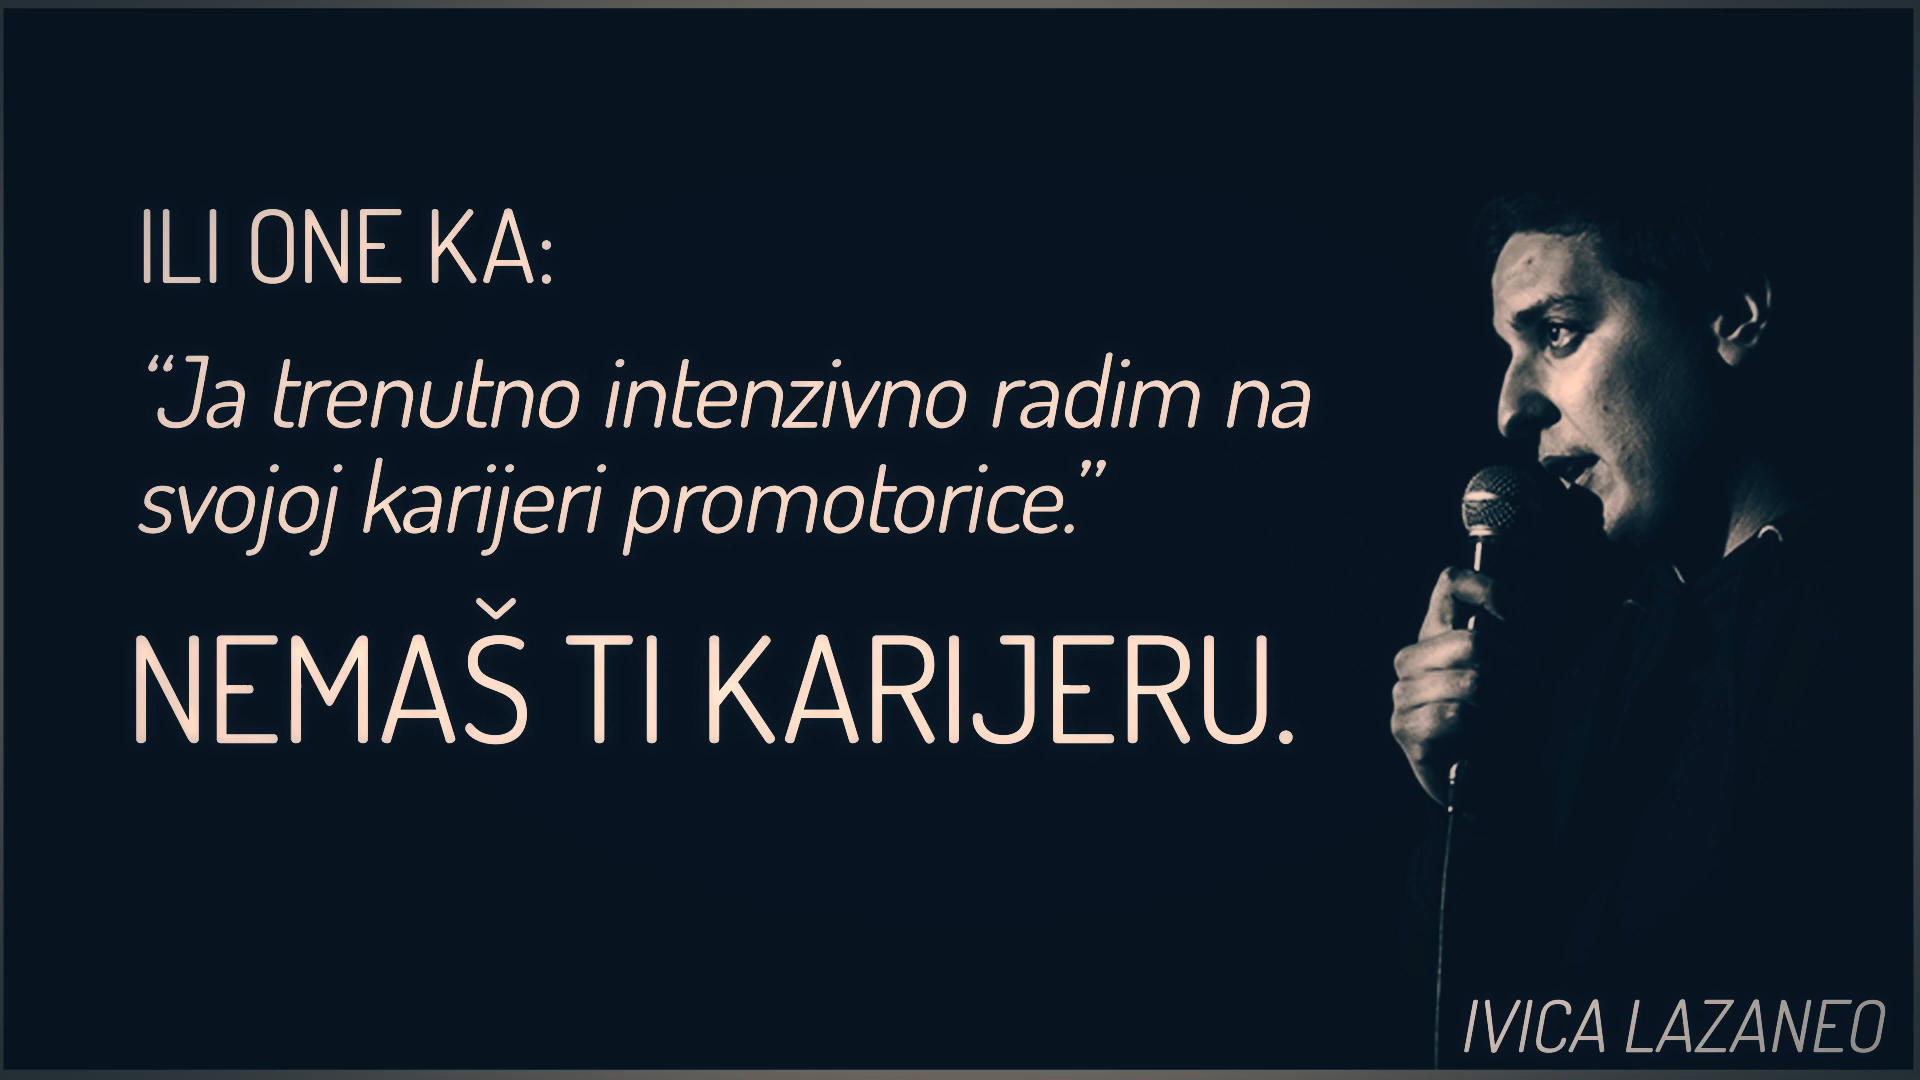 ILI ONE KA:
“Ja trenutno intenzivno radim na
svojoj karijeri promotorice.”
NEMAŠ TI KARIJERU.
IVICA LAZANEO